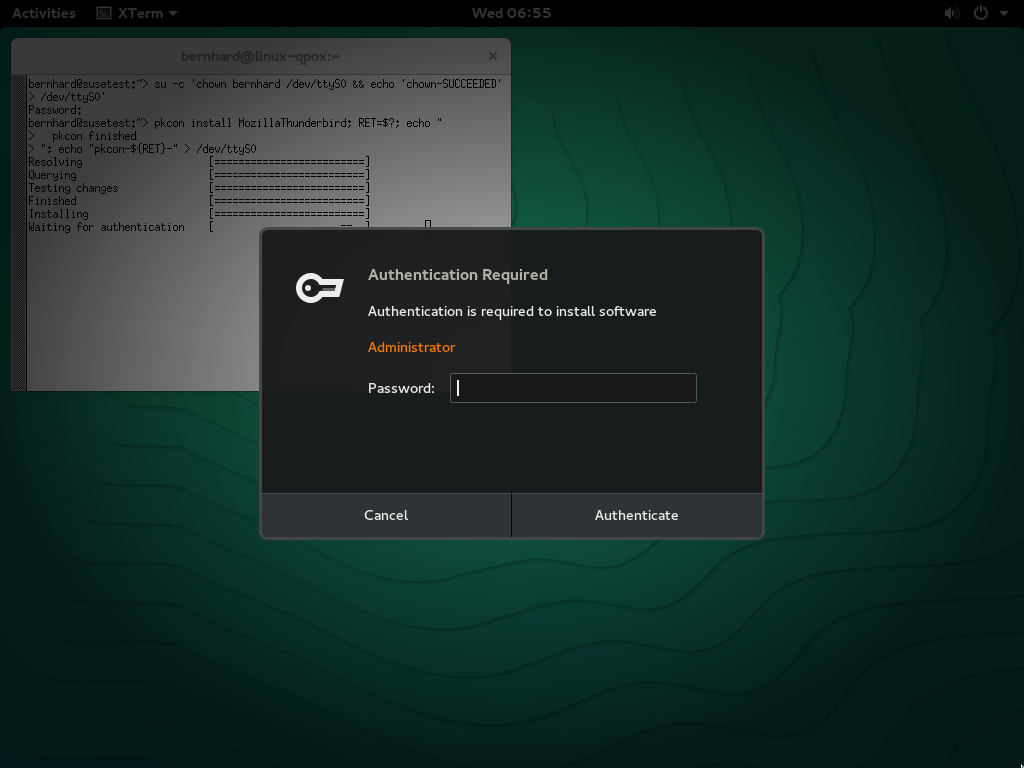 Activities XTerm Wed 06:55
bernhard@linux-qpox:~
bernhard@susetest:~> su -c 'chown bernhard /dev/ttyS0 && echo 'chown-SUCCEEDED'
> /dev/ttyS0'
Password:
bernhard@susetest:~> pkcon install MozillaThunderbird; RET=$?; echo "
>   pkcon finished
> "; echo "pkcon-${RET}-" > /dev/ttyS0
Resolving [=========================]
Querying [=========================]
Testing changes [=========================]
Finished [=========================]
Installing [=========================]
Waiting for authentication [                     ==  ]
Authentication Required
Authentication is required to install software
Administrator
Password:
Cancel Authenticate